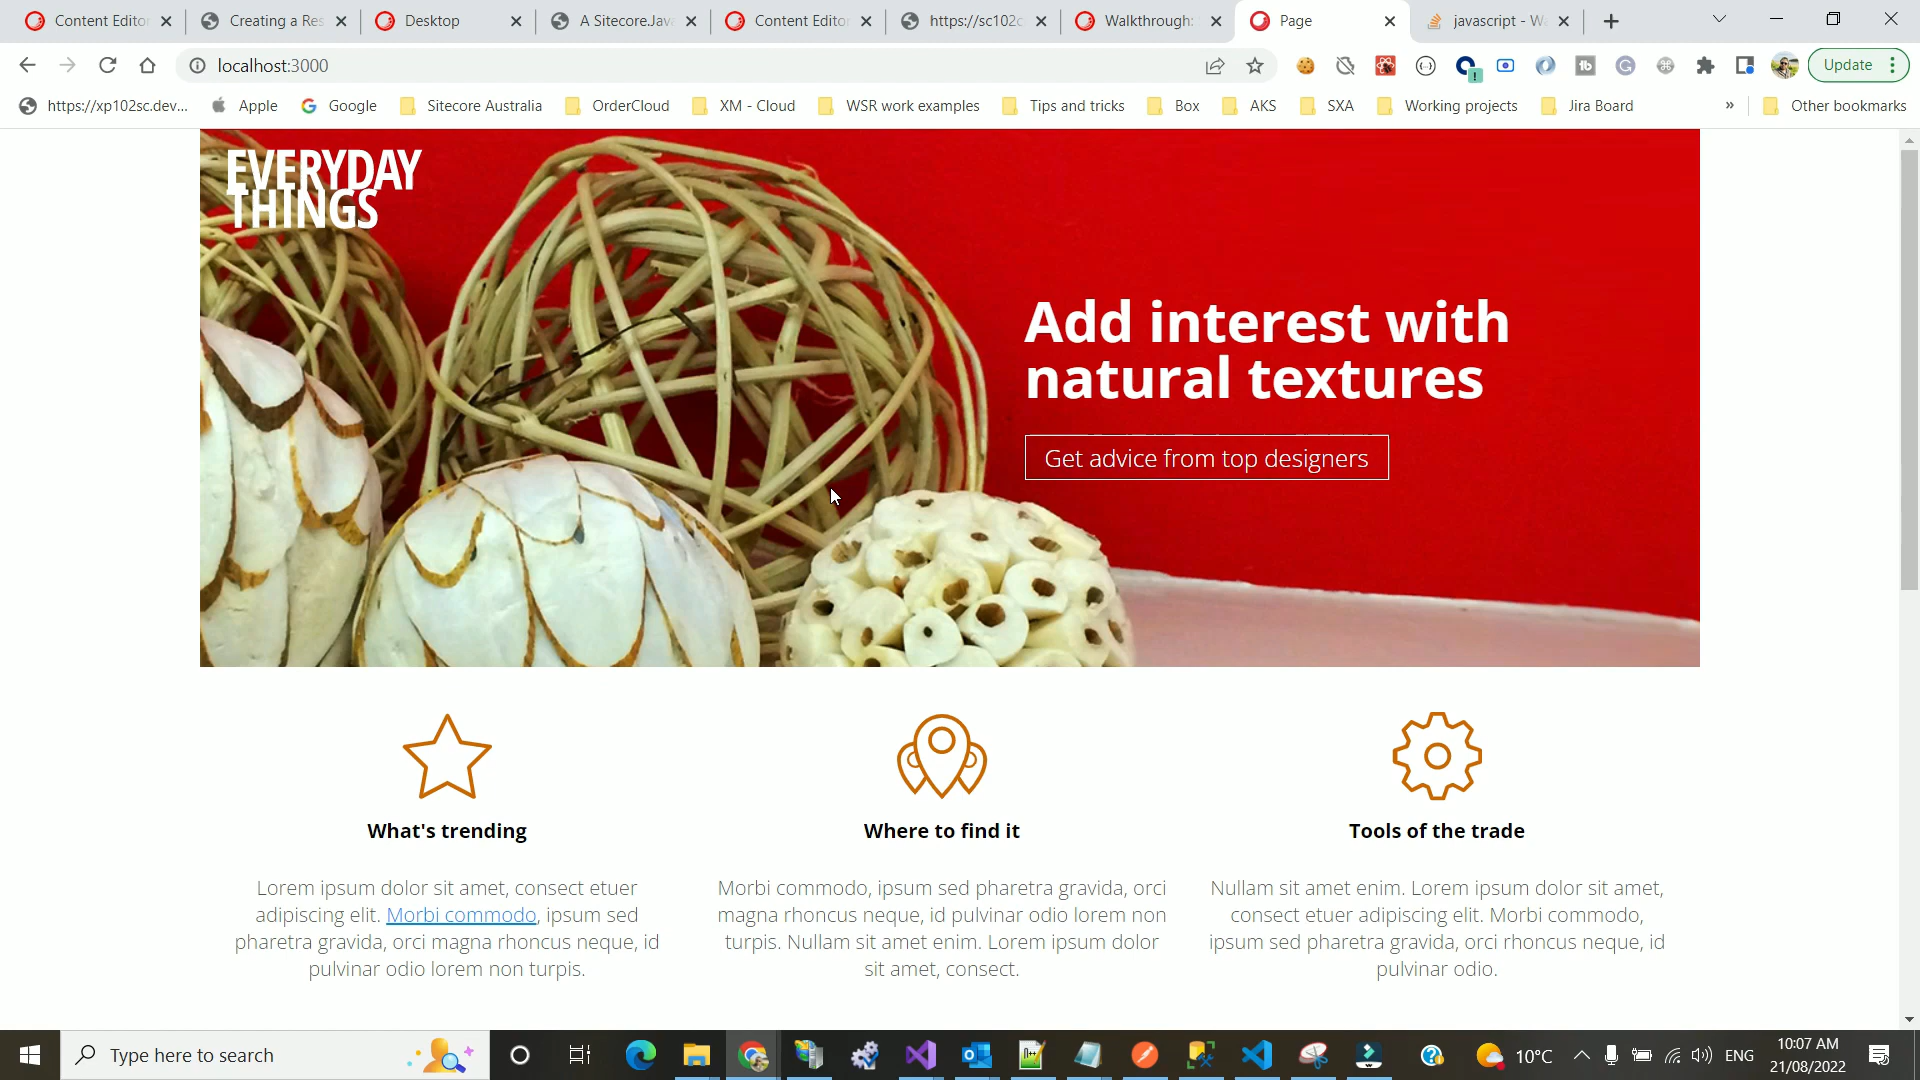 Content Edito
Creating a Res
Desktop
A Sitecore.Java
Content Edito
https://sc102c
Walkthrough:
Page
javascript - W
localhost:3000
Update
https://xp102sc.dev...
Apple
Google
Sitecore Australia
OrderCloud
XM - Cloud
WSR work examples
Tips and tricks
Box
AKS
SXA
Working projects
Jira Board
»
Other bookmarks
EVERYDAY
THINGS
Add interest with
natural textures
Get advice from top designers
What's trending
Lorem ipsum dolor sit amet, consect etuer
adipiscing elit. Morbi commodo, ipsum sed
pharetra gravida, orci magna rhoncus neque, id
pulvinar odio lorem non turpis.
Where to find it
Morbi commodo, ipsum sed pharetra gravida, orci
magna rhoncus neque, id pulvinar odio lorem non
turpis. Nullam sit amet enim. Lorem ipsum dolor
sit amet, consect.
Tools of the trade
Nullam sit amet enim. Lorem ipsum dolor sit amet,
consect etuer adipiscing elit. Morbi commodo,
ipsum sed pharetra gravida, orci rhoncus neque, id
pulvinar odio.
Type here to search
10°C
ENG
10:07 AM
21/08/2022